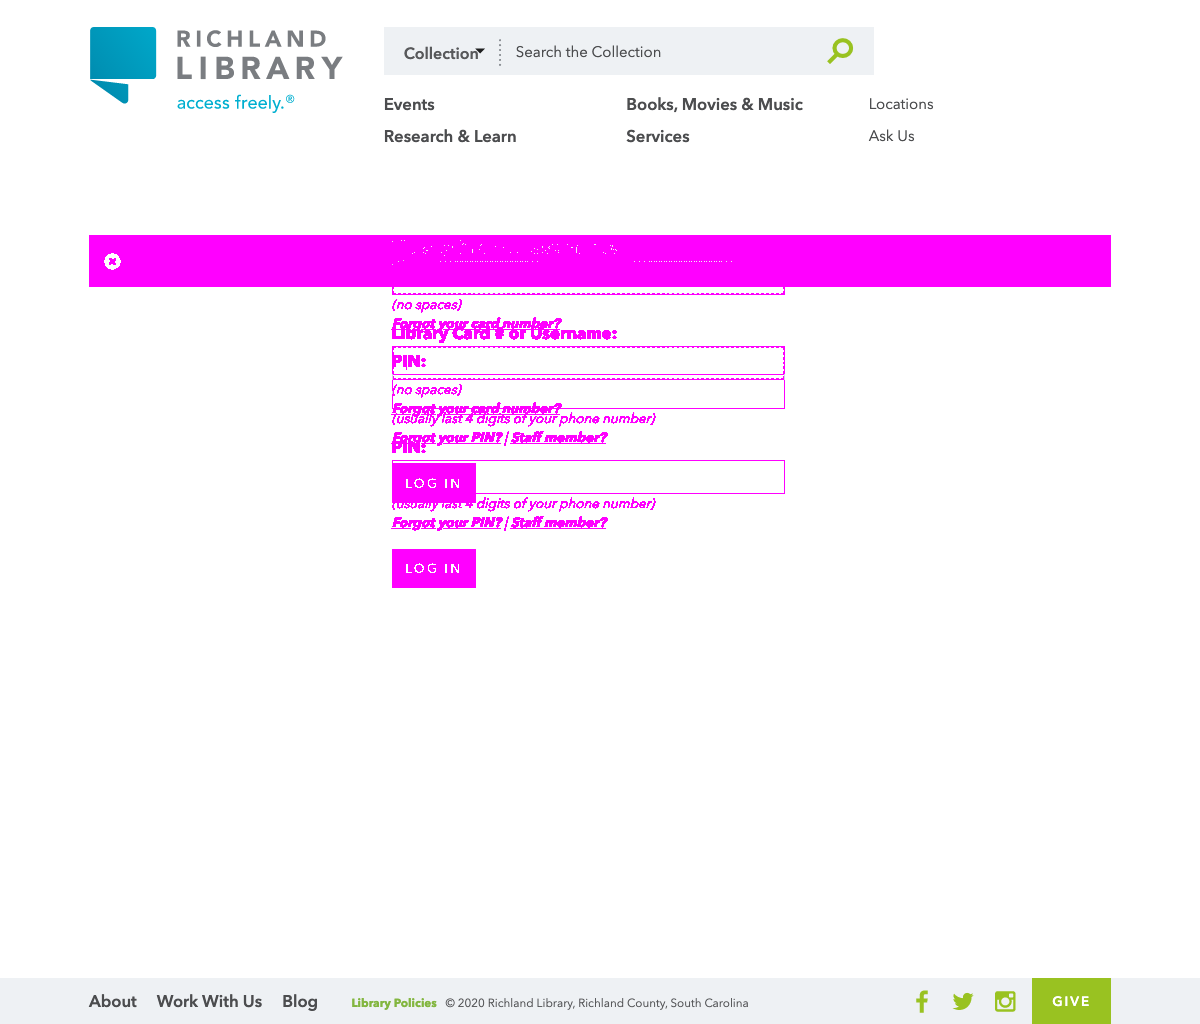 RICHLAND
LIBRARY
access freely.®
Collection
Search the Collection
Events
Books, Movies & Music
Locations
Research & Learn
Services
Ask Us
(no spaces)
Forgot your card number?
Library Card # or Username:
PIN:
(no spaces)
Forgot your card number?
(usually last 4 digits of your phone number)
Forgot your PIN? | Staff member?
PIN:
LOG IN
(usually last 4 digits of your phone number)
Forgot your PIN? | Staff member?
LOG IN
About
Work With Us
Blog
Library Policies
© 2020 Richland Library, Richland County, South Carolina
GIVE